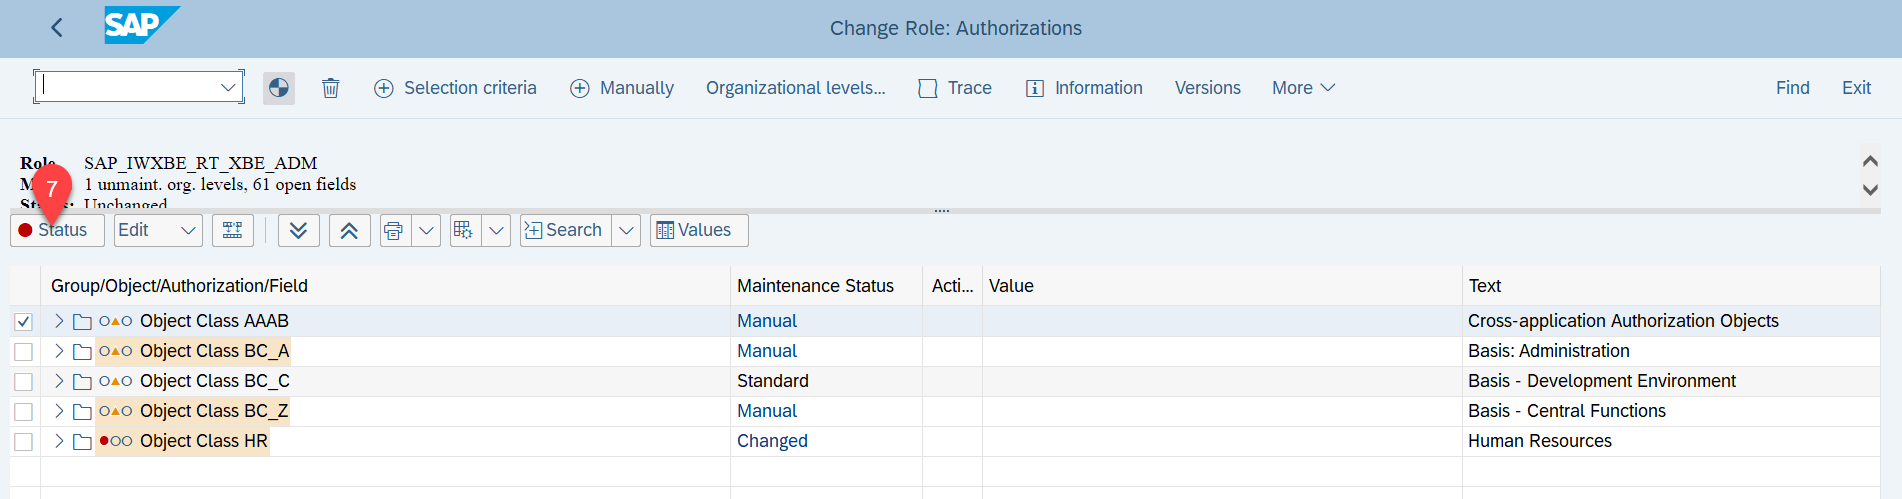 SAP Change Role: Authorizations
Selection criteria Manually Organizational levels... Trace Information Versions More Find Exit
Role SAP_IWXBE_RT_XBE_ADM
1 unmaint. org. levels, 61 open fields
7
Status: Unchanged
Status Edit Search Values
Group/Object/Authorization/Field Maintenance Status Acti... Value Text
Object Class AAAB Manual Cross-application Authorization Objects
Object Class BC_A Manual Basis: Administration
Object Class BC_C Standard Basis - Development Environment
Object Class BC_Z Manual Basis - Central Functions
Object Class HR Changed Human Resources